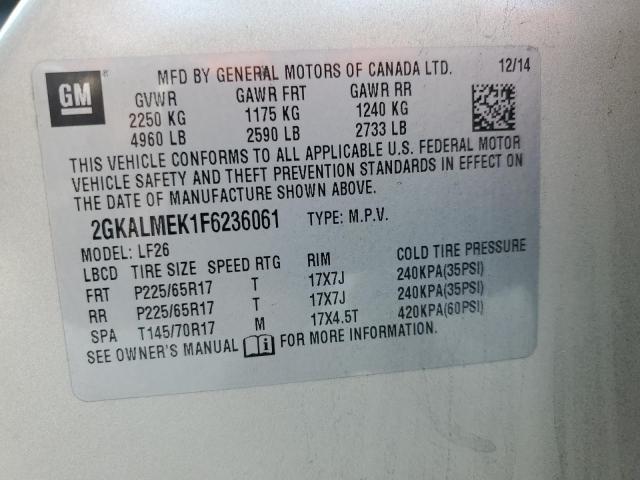 GM
MFD BY GENERAL MOTORS OF CANADA LTD. 12/14
GVWR GAWR FRT GAWR RR
2250 KG 1175 KG 1240 KG
4960 LB 2590 LB 2733 LB
THIS VEHICLE CONFORMS TO ALL APPLICABLE U.S. FEDERAL MOTOR
VEHICLE SAFETY AND THEFT PREVENTION STANDARDS IN EFFECT ON
THE DATE OF MANUFACTURE SHOWN ABOVE.
2GKALMEK1F6236061 TYPE: M.P.V.
MODEL: LF26
LBCD TIRE SIZE SPEED RTG RIM COLD TIRE PRESSURE
FRT P225/65R17 T 17X7J 240KPA(35PSI)
RR P225/65R17 T 17X7J 240KPA(35PSI)
SPA T145/70R17 M 17X4.5T 420KPA(60PSI)
SEE OWNER'S MANUAL FOR MORE INFORMATION.